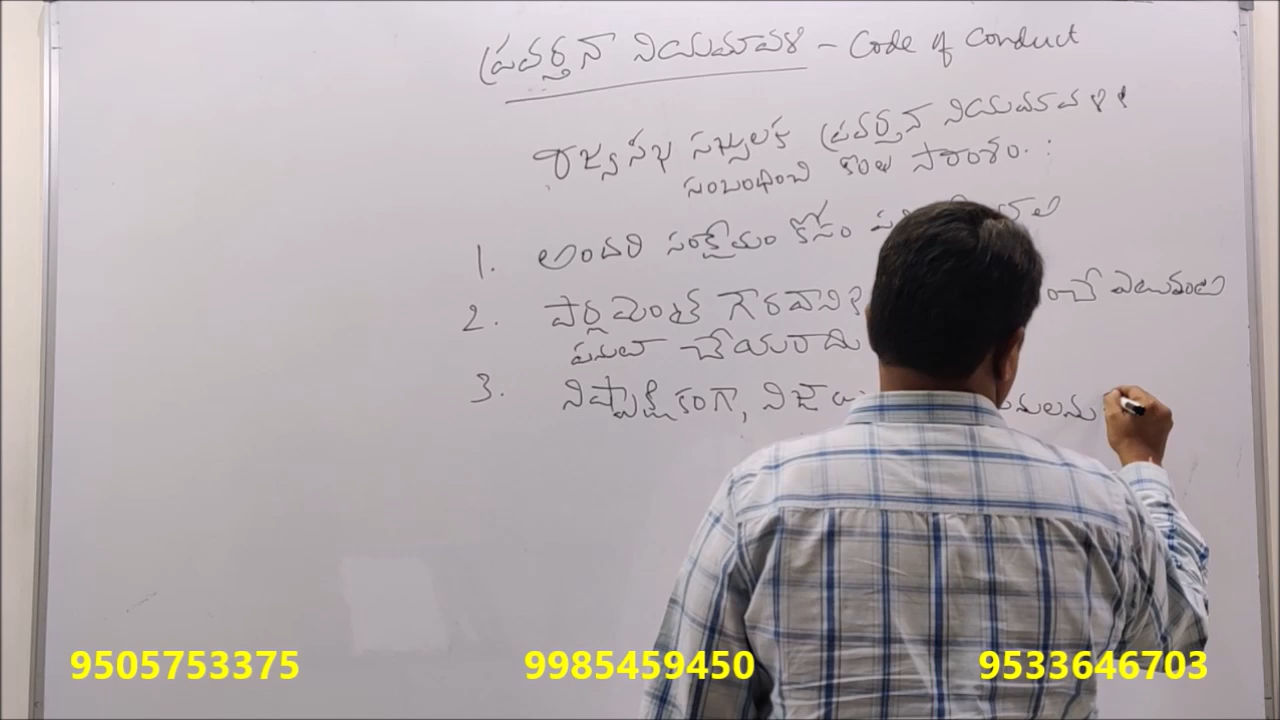 ప్రవర్తనా నియమావళి - Code of Conduct
రాజ్యసభ సభ్యులకు ప్రవర్తనా నియమావళికి
సంబంధించి కొంత సారాంశం. :
1. అందరి సంక్షేమం కోసం
2. పార్లమెంట్ గౌరవానికి ఎటువంటి
పనులూ చేయరాదు
3. నిష్పాక్షికంగా,
9505753375 9985459450 9533646703